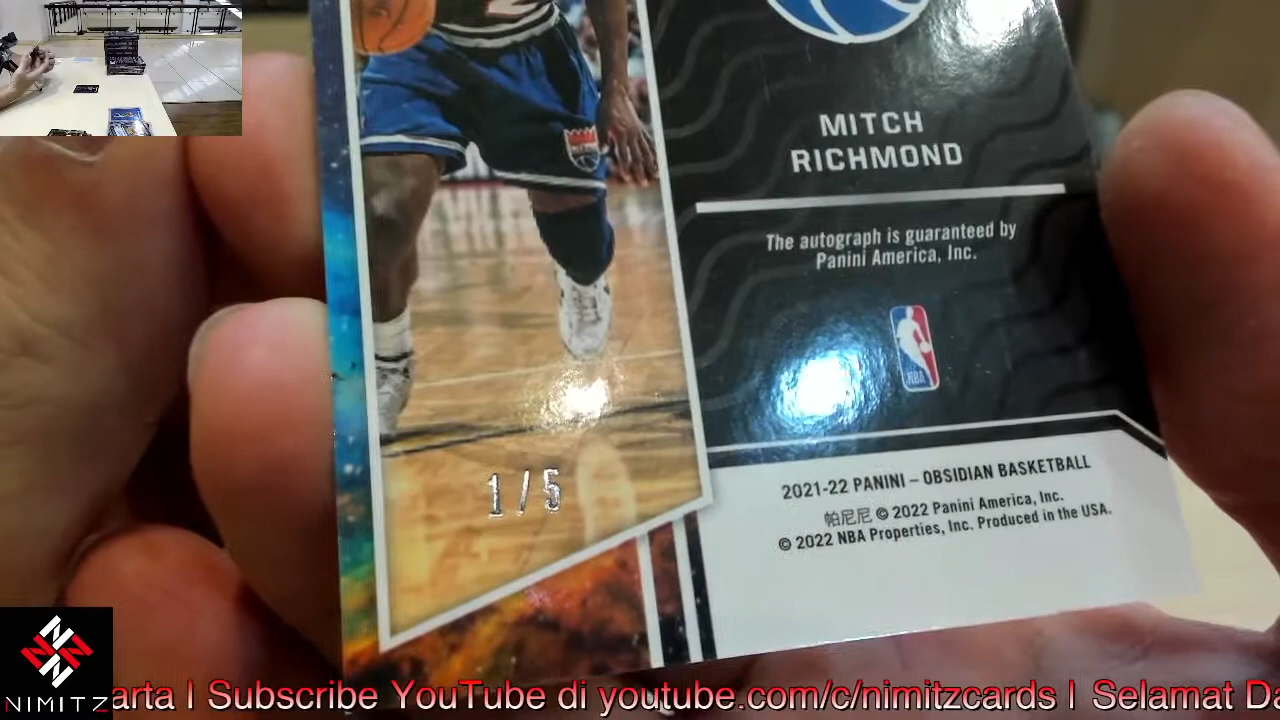 MITCH
RICHMOND
The autograph is guaranteed by
Panini America, Inc.
NBA
1/5
2021-22 PANINI – OBSIDIAN BASKETBALL
帕尼尼 © 2022 Panini America, Inc.
© 2022 NBA Properties, Inc. Produced in the USA.
NIMITZ
arta | Subscribe YouTube di youtube.com/c/nimitzcards | Selamat Da